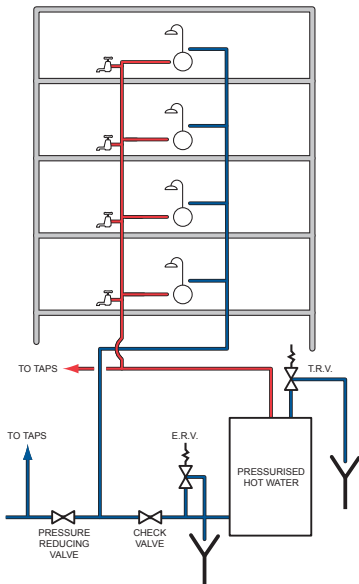 TO TAPS
T.R.V.
TO TAPS
E.R.V.
PRESSURISED
HOT WATER
PRESSURE
REDUCING
VALVE
CHECK
VALVE